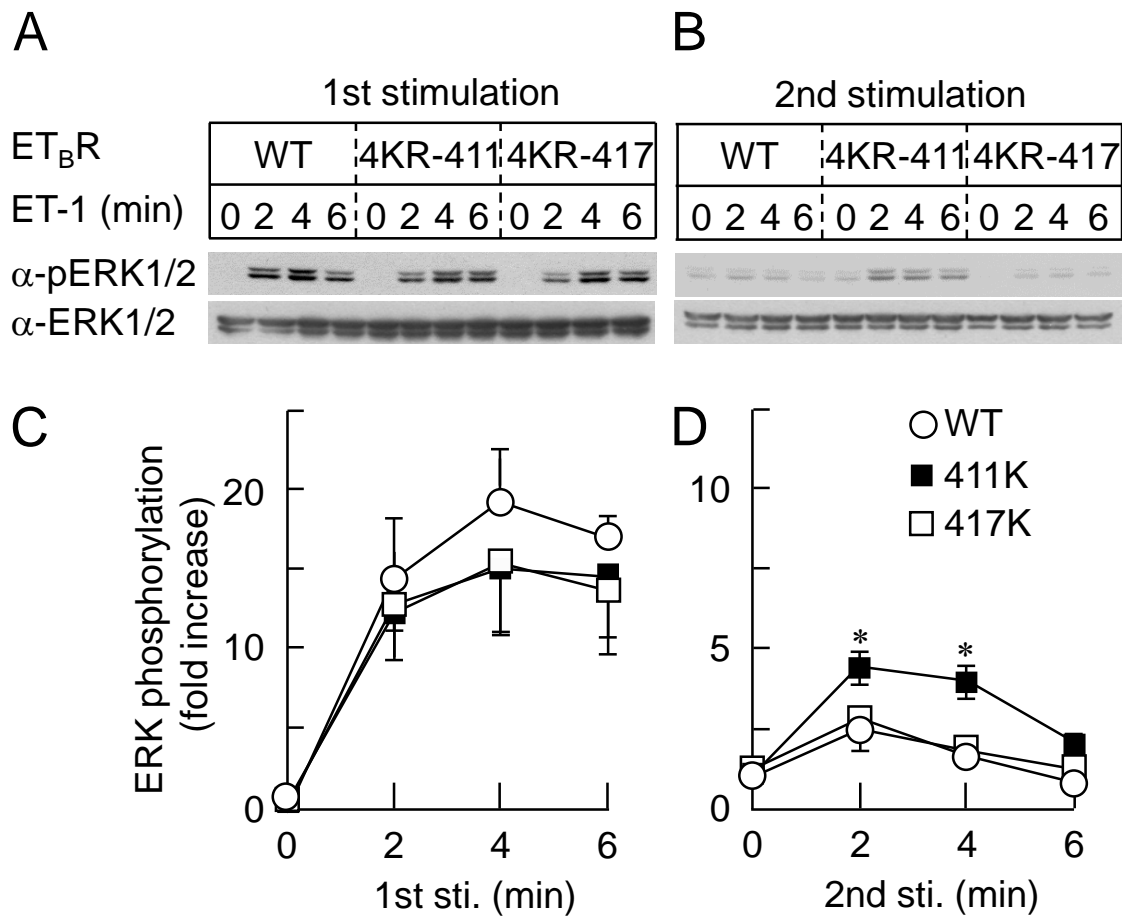 A
1st stimulation
ET_BR WT 4KR-411 4KR-417
ET-1 (min) 0 2 4 6 0 2 4 6 0 2 4 6
α-pERK1/2
α-ERK1/2
B
2nd stimulation
WT 4KR-411 4KR-417
0 2 4 6 0 2 4 6 0 2 4 6
C
ERK phosphorylation
(fold increase)
20
10
0
0 2 4 6
1st sti. (min)
D
WT
411K
417K
10
5
0
* *
0 2 4 6
2nd sti. (min)